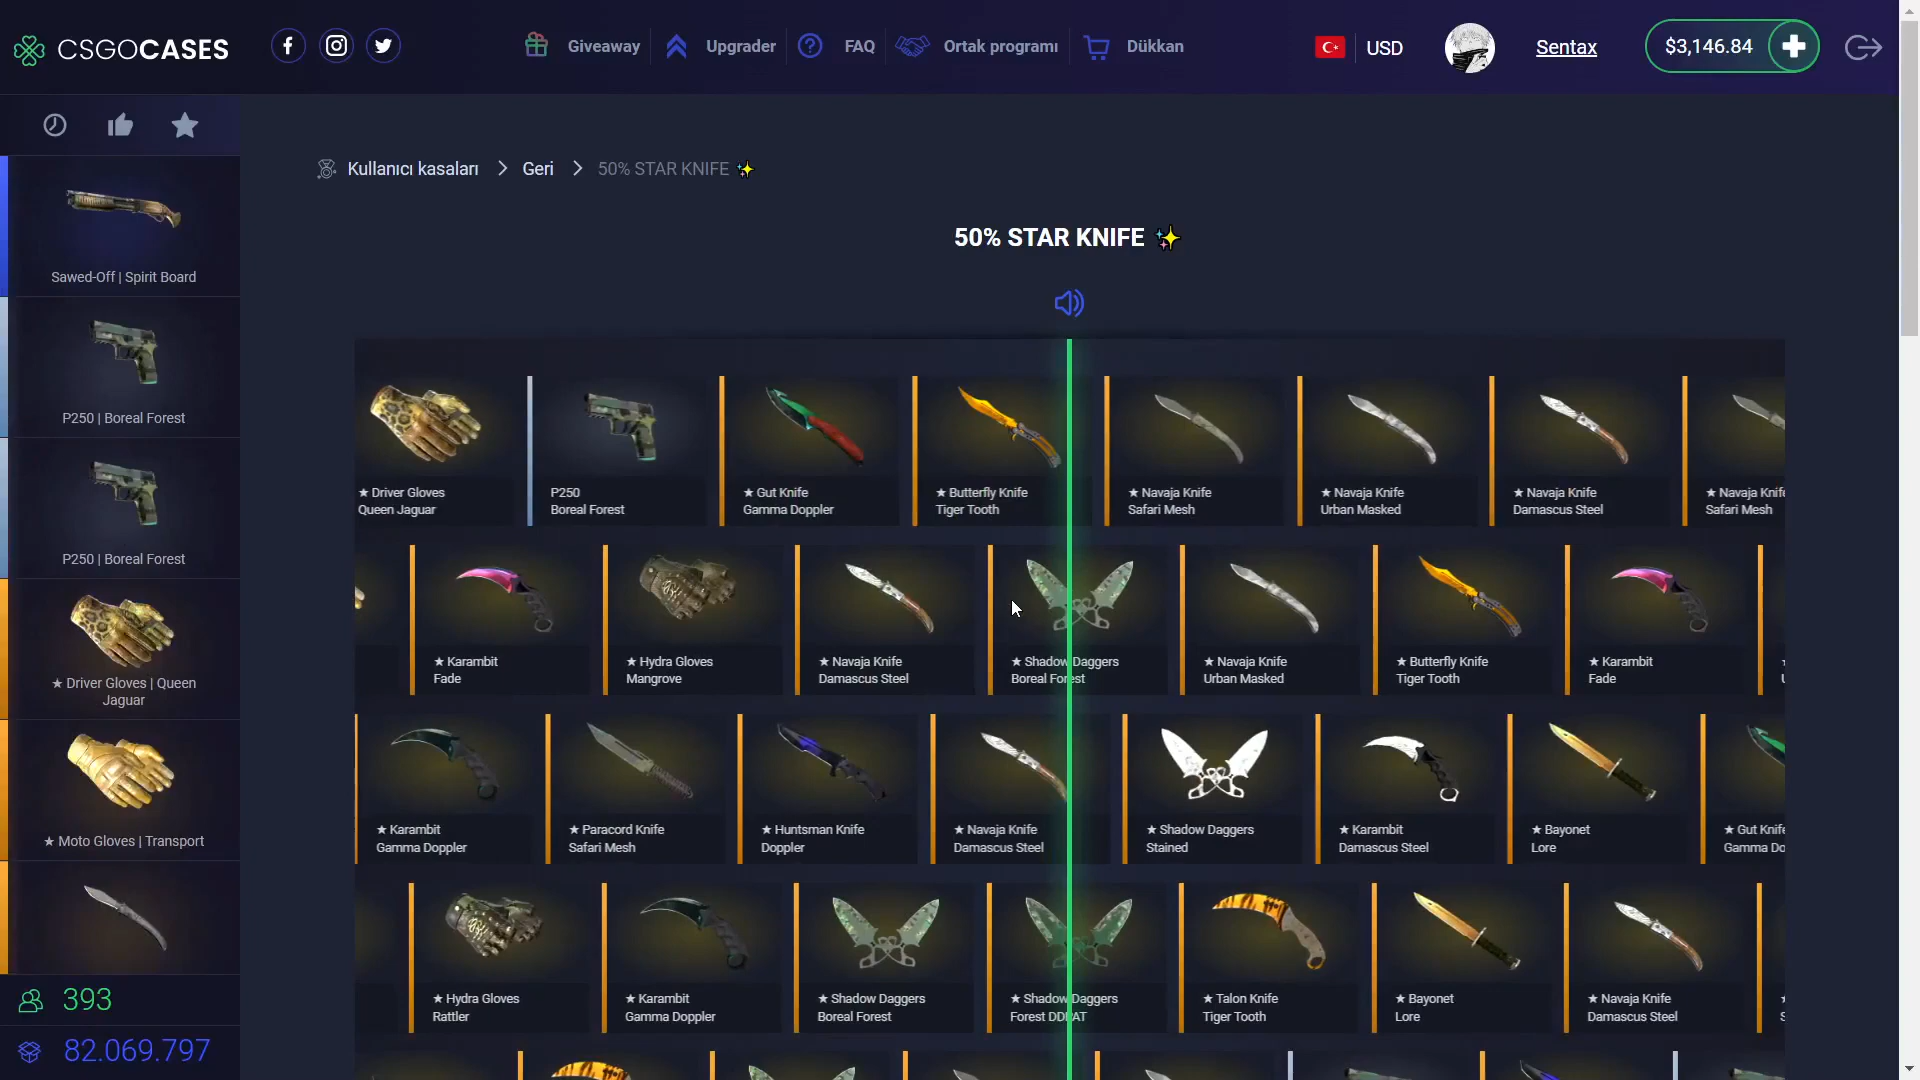 CSGOCASES
Giveaway
Upgrader
FAQ
Ortak programı
Dükkan
USD
Sentax
$3,146.84
Kullanıcı kasaları
Geri
50% STAR KNIFE ✨
50% STAR KNIFE ✨
Sawed-Off | Spirit Board
P250 | Boreal Forest
P250 | Boreal Forest
★ Driver Gloves | Queen
Jaguar
★ Moto Gloves | Transport
393
82.069.797
★ Driver Gloves
Queen Jaguar
P250
Boreal Forest
★ Gut Knife
Gamma Doppler
★ Butterfly Knife
Tiger Tooth
★ Navaja Knife
Safari Mesh
★ Navaja Knife
Urban Masked
★ Navaja Knife
Damascus Steel
★ Navaja Knife
Safari Mesh
★ Karambit
Fade
★ Hydra Gloves
Mangrove
★ Navaja Knife
Damascus Steel
★ Shadow Daggers
Boreal Forest
★ Navaja Knife
Urban Masked
★ Butterfly Knife
Tiger Tooth
★ Karambit
Fade
★ Karambit
Gamma Doppler
★ Paracord Knife
Safari Mesh
★ Huntsman Knife
Doppler
★ Navaja Knife
Damascus Steel
★ Shadow Daggers
Stained
★ Karambit
Damascus Steel
★ Bayonet
Lore
★ Gut Knife
Gamma Do
★ Hydra Gloves
Rattler
★ Karambit
Gamma Doppler
★ Shadow Daggers
Boreal Forest
★ Shadow Daggers
Forest DDPAT
★ Talon Knife
Tiger Tooth
★ Bayonet
Lore
★ Navaja Knife
Damascus Steel